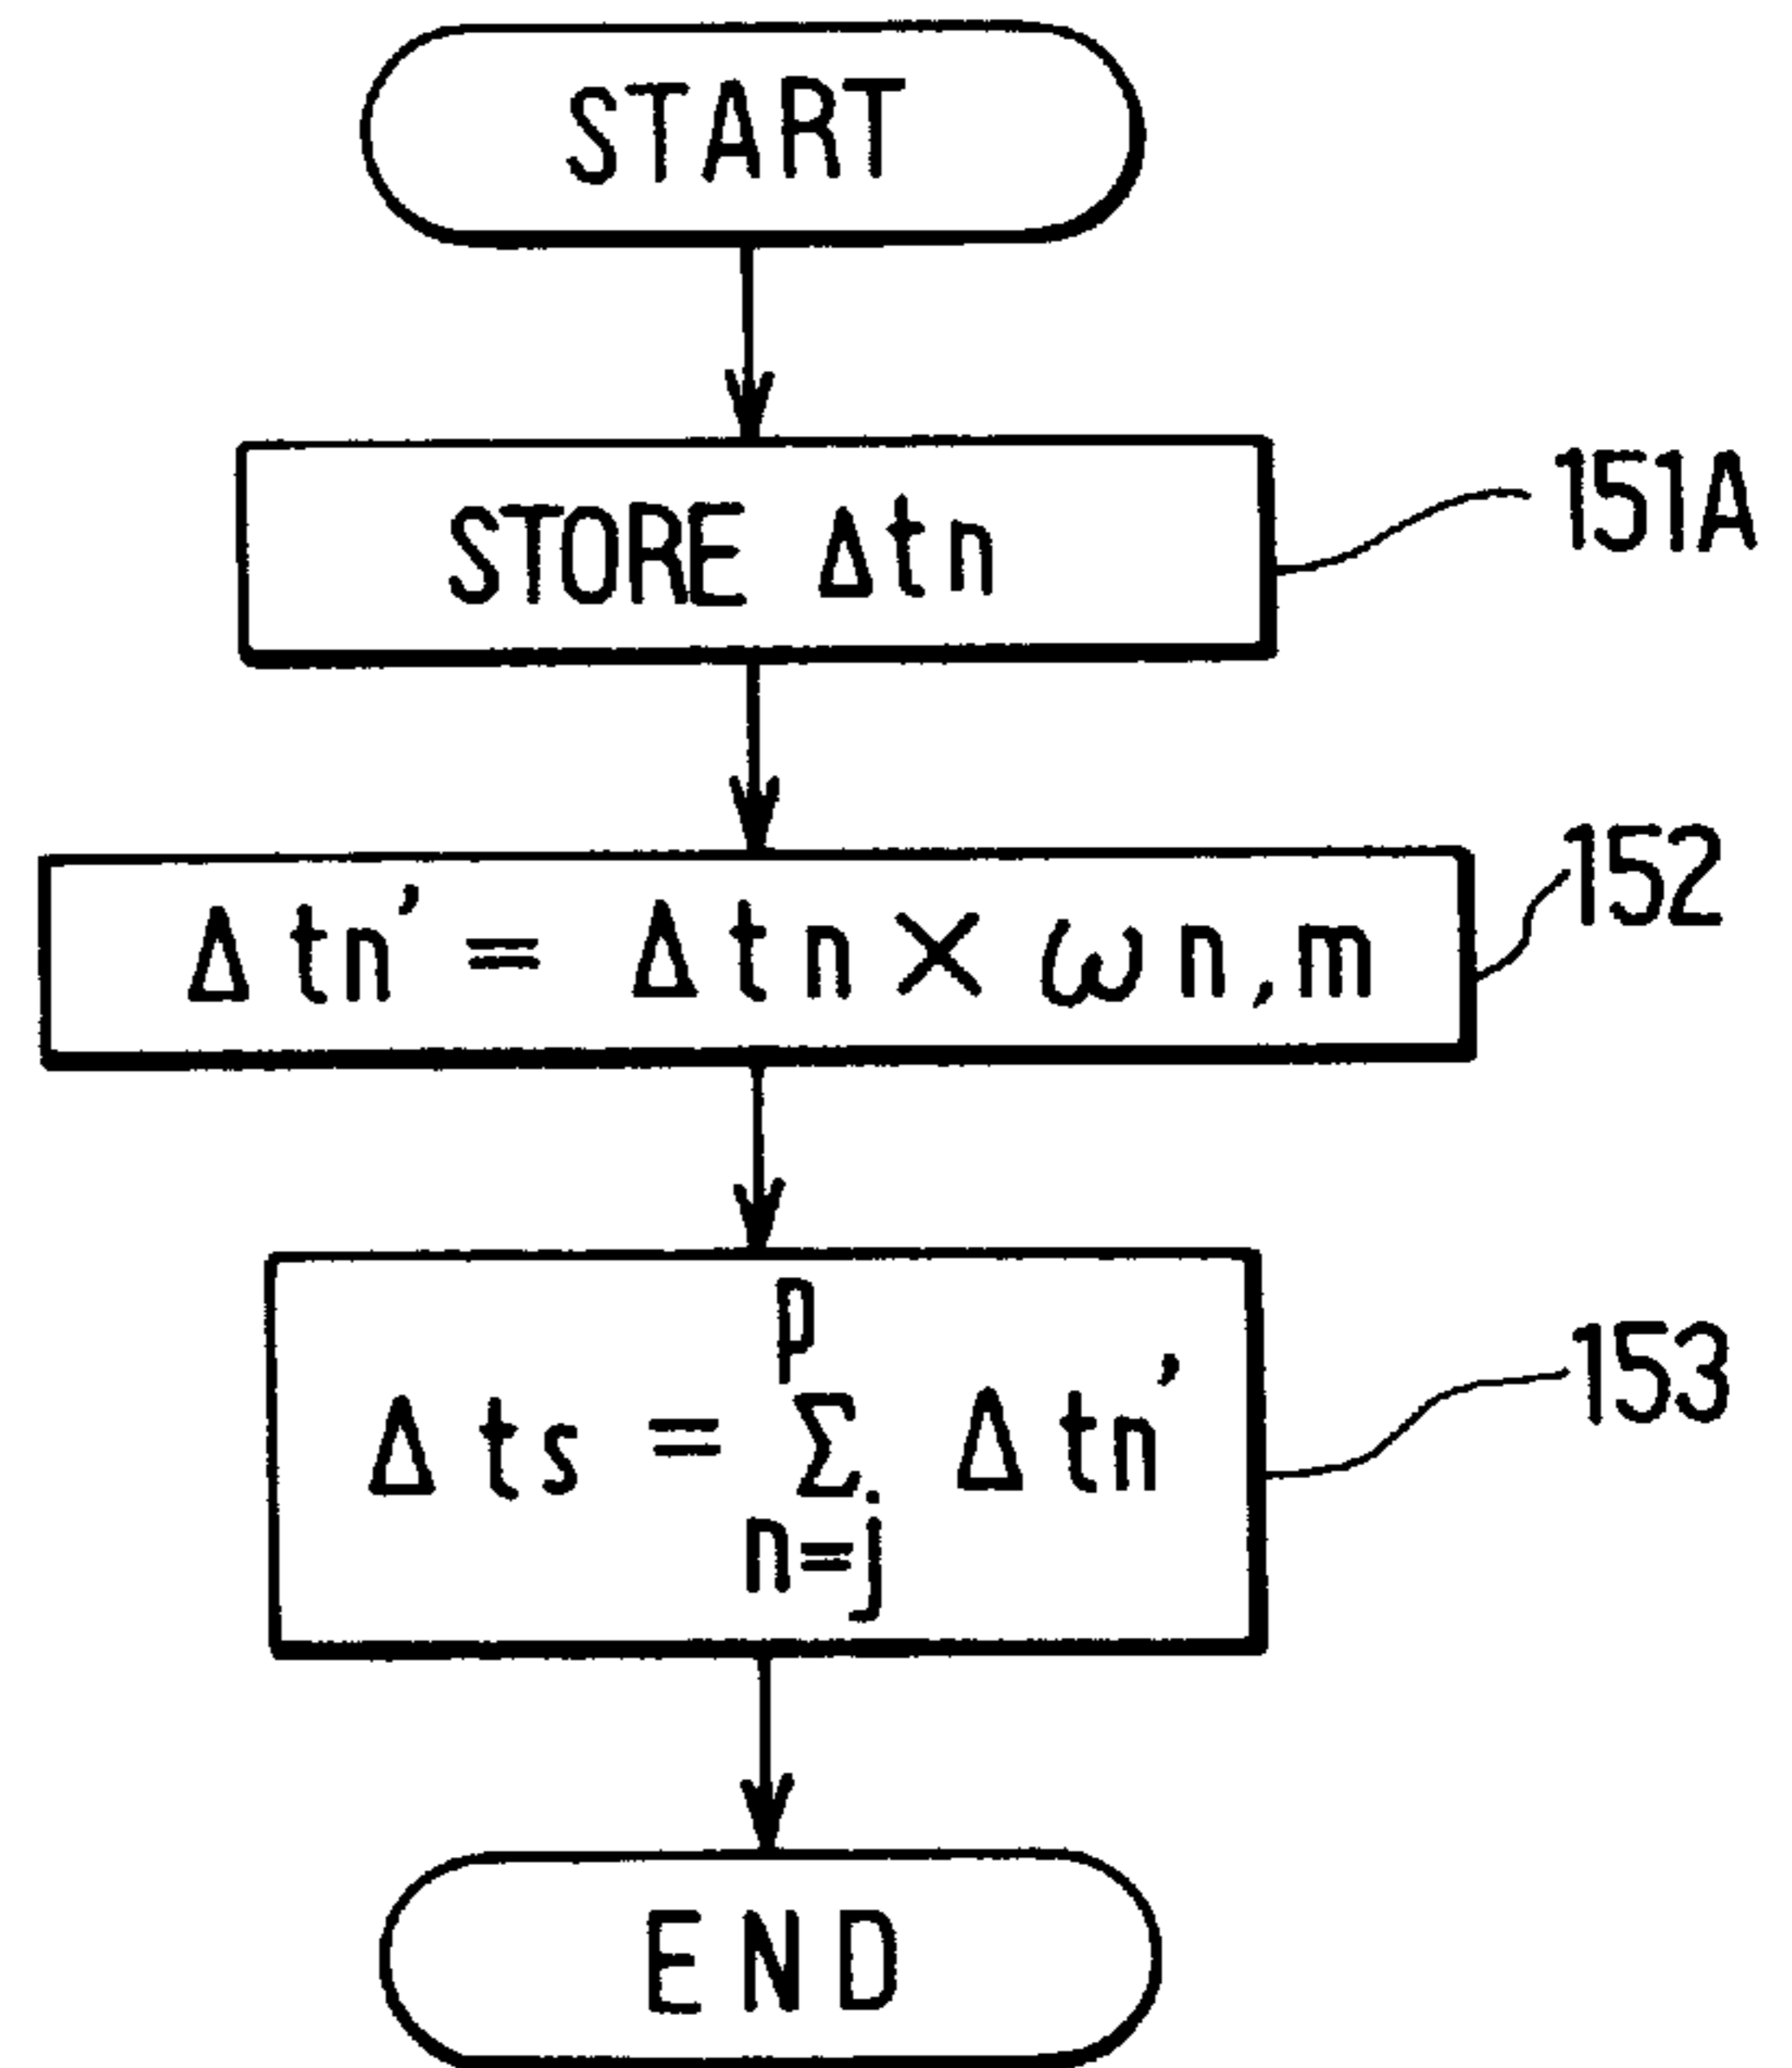 START
STORE Δtn
151A
Δtn' = Δtn × ωn,m
152
p
Δts = Σ Δtn'
n=j
153
END